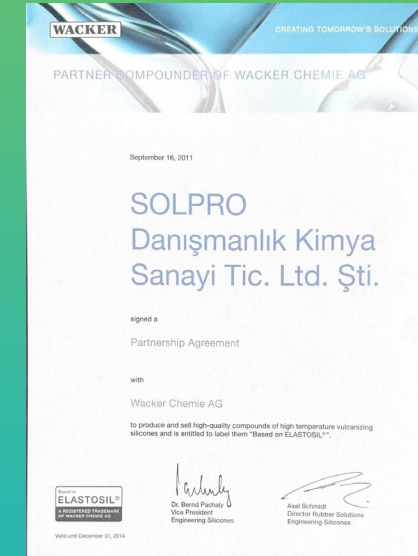 WACKER
CREATING TOMORROW'S SOLUTIONS
PARTNER COMPOUNDER OF WACKER CHEMIE AG
September 16, 2011
SOLPRO
Danışmanlık Kimya
Sanayi Tic. Ltd. Şti.
signed a
Partnership Agreement
with
Wacker Chemie AG
to produce and sell high-quality compounds of high temperature vulcanizing
silicones and is entitled to label them "Based on ELASTOSIL®".
Based on
ELASTOSIL®
A REGISTERED TRADEMARK
OF WACKER CHEMIE AG
Valid until December 31, 2014
Dr. Bernd Pachaly
Vice President
Engineering Silicones
Axel Schmidt
Director Rubber Solutions
Engineering Silicones